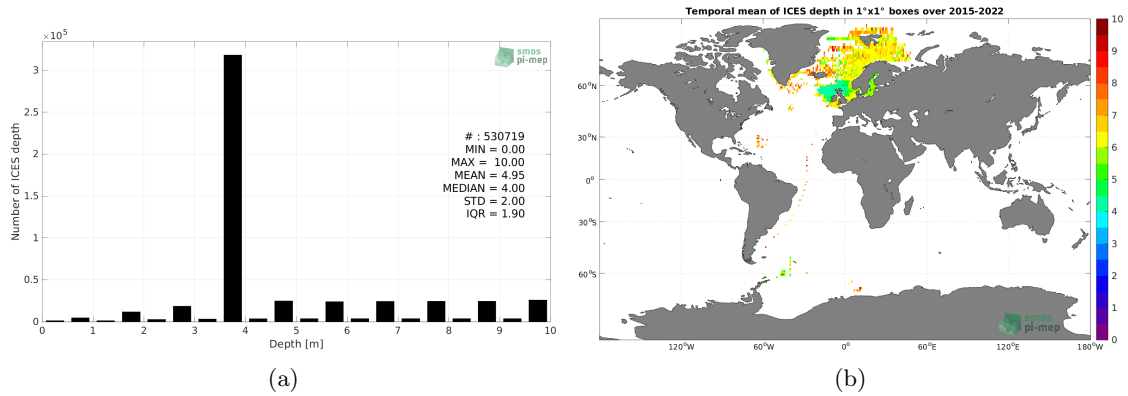 Temporal mean of ICES depth in 1°x1° boxes over 2015-2022
×10⁵
smos
pi-mep
3
2.5
2
1.5
1
0.5
0
Number of ICES depth
# : 530719
MIN = 0.00
MAX = 10.00
MEAN = 4.95
MEDIAN = 4.00
STD = 2.00
IQR = 1.90
0 1 2 3 4 5 6 7 8 9 10
Depth [m]
(a)
60°N
30°N
0°
30°S
60°S
120°W 60°W 0° 60°E 120°E 180°E
smos
pi-mep
10
9
8
7
6
5
4
3
2
1
0
(b)